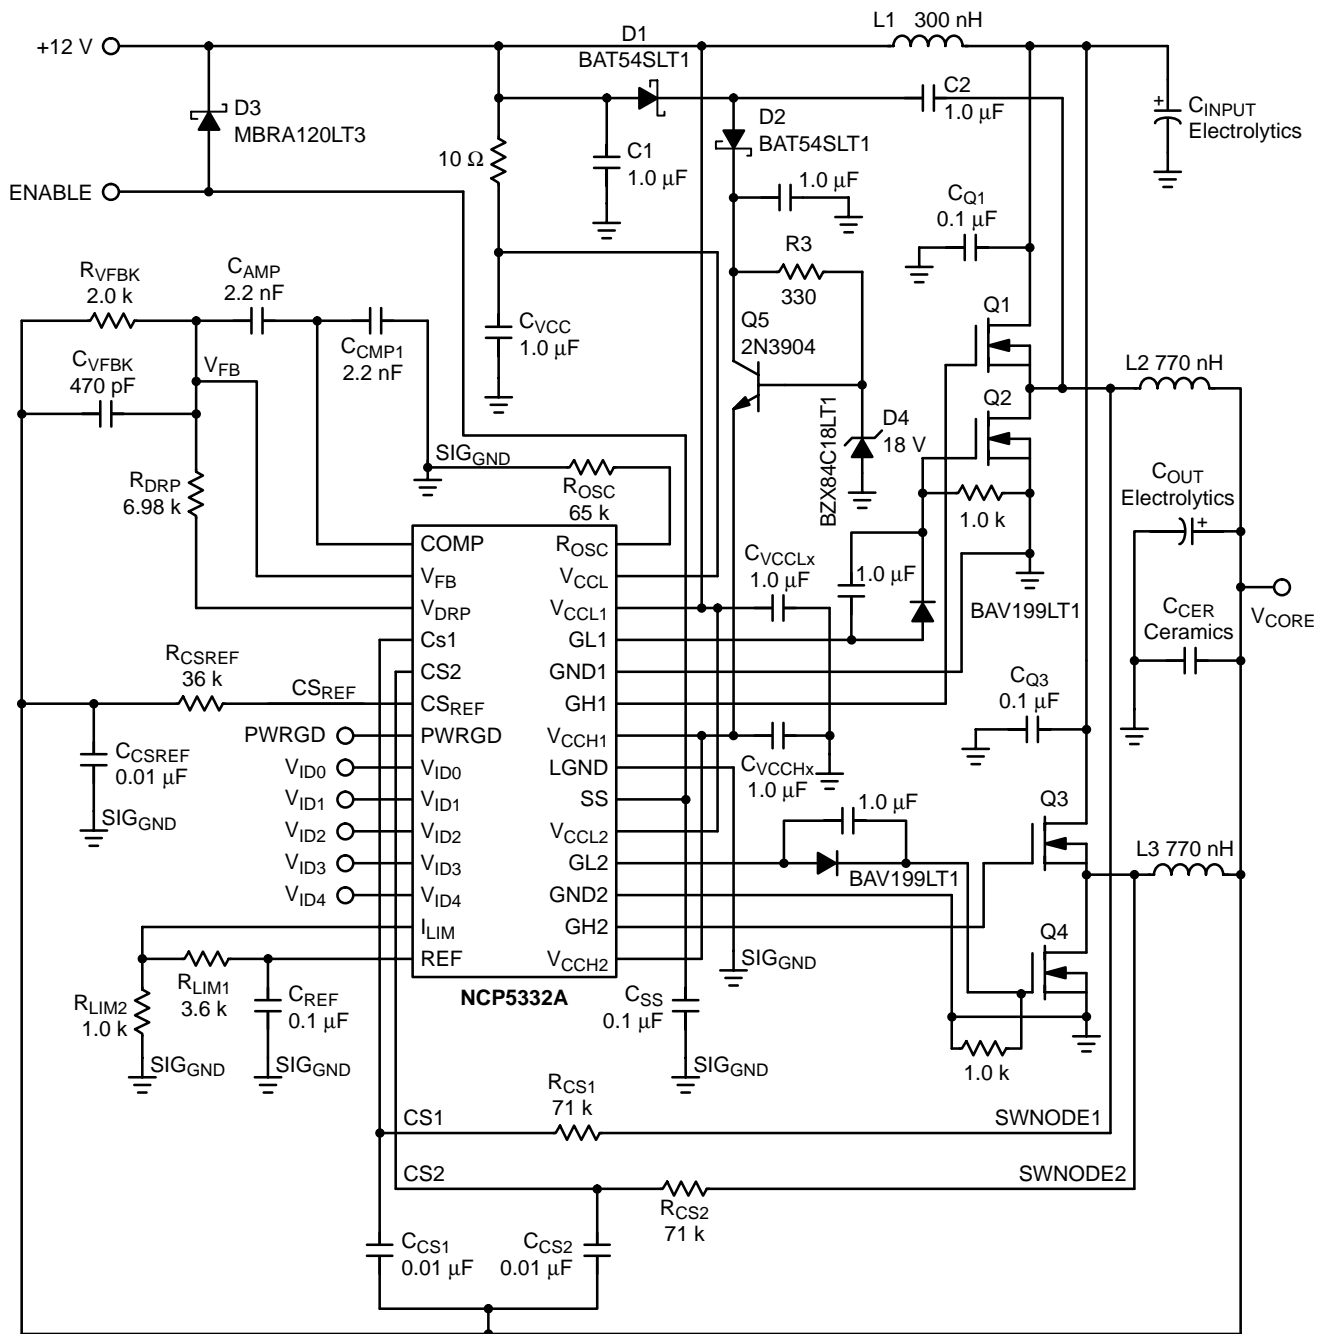 L1 300 nH
+12 V
D1
BAT54SLT1
D3
MBRA120LT3
C2
1.0 μF
CINPUT
Electrolytics
D2
BAT54SLT1
10 Ω
C1
1.0 μF
1.0 μF
ENABLE
CQ1
0.1 μF
R3
330
RVFBK
2.0 k
CAMP
2.2 nF
Q5
2N3904
Q1
CVCC
1.0 μF
CCMP1
2.2 nF
VFB
CVFBK
470 pF
L2 770 nH
Q2
D4
18 V
BZX84C18LT1
SIGGND
ROSC
65 k
RDRP
6.98 k
COUT
Electrolytics
1.0 k
COMP
VFB
VDRP
Cs1
CS2
CSREF
PWRGD
VID0
VID1
VID2
VID3
VID4
ILIM
REF
ROSC
VCCL
VCCL1
GL1
GND1
GH1
VCCH1
LGND
SS
VCCL2
GL2
GND2
GH2
VCCH2
NCP5332A
CVCCLx
1.0 μF
1.0 μF
BAV199LT1
VCORE
CCER
Ceramics
RCSREF
36 k
CSREF
CQ3
0.1 μF
PWRGD
CCSREF
0.01 μF
VID0
VID1
VID2
VID3
VID4
SIGGND
CVCCHx
1.0 μF
1.0 μF
BAV199LT1
Q3
L3 770 nH
Q4
SIGGND
RLIM1
3.6 k
RLIM2
1.0 k
CREF
0.1 μF
CSS
0.1 μF
SIGGND
SIGGND
SIGGND
1.0 k
RCS1
71 k
CS1
SWNODE1
CS2
SWNODE2
RCS2
71 k
CCS1
0.01 μF
CCS2
0.01 μF